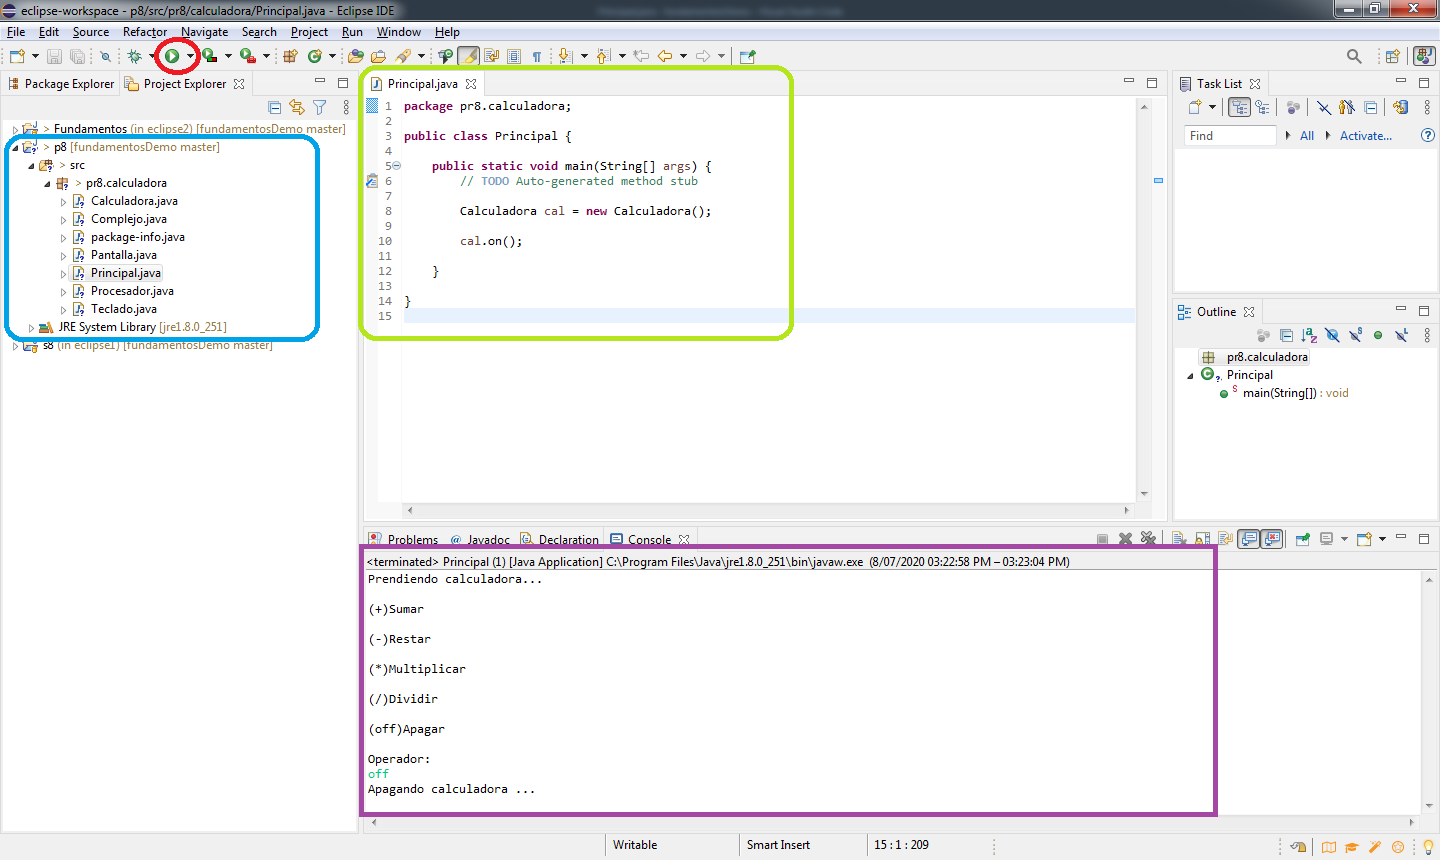 eclipse-workspace - p8/src/pr8/calculadora/Principal.java - Eclipse IDE
File Edit Source Refactor Navigate Search Project Run Window Help
Package Explorer Project Explorer
> Fundamentos (in eclipse2) [fundamentosDemo master]
> p8 [fundamentosDemo master]
> src
> pr8.calculadora
Calculadora.java
Complejo.java
package-info.java
Pantalla.java
Principal.java
Procesador.java
Teclado.java
JRE System Library [jre1.8.0_251]
s8 (in eclipse1) [fundamentosDemo master]
Principal.java
1 package pr8.calculadora;
2
3 public class Principal {
4
5 public static void main(String[] args) {
6 // TODO Auto-generated method stub
7
8 Calculadora cal = new Calculadora();
9
10 cal.on();
11
12 }
13
14 }
15
Task List
Find All Activate...
Outline
pr8.calculadora
Principal
main(String[]) : void
Problems @ Javadoc Declaration Console
<terminated> Principal (1) [Java Application] C:\Program Files\Java\jre1.8.0_251\bin\javaw.exe (8/07/2020 03:22:58 PM – 03:23:04 PM)
Prendiendo calculadora...
(+)Sumar
(-)Restar
(*)Multiplicar
(/)Dividir
(off)Apagar
Operador:
off
Apagando calculadora ...
Writable Smart Insert 15 : 1 : 209